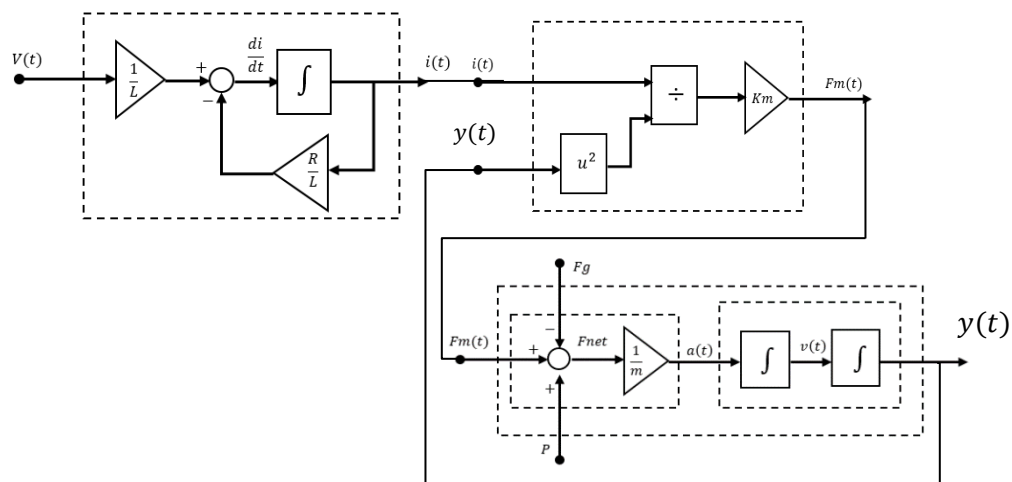 V(t)
1
L
+
−
di
dt
∫
i(t)
i(t)
R
L
y(t)
u²
÷
Km
Fm(t)
Fg
Fm(t)
+
−
+
Fnet
1
m
a(t)
∫
v(t)
∫
y(t)
P